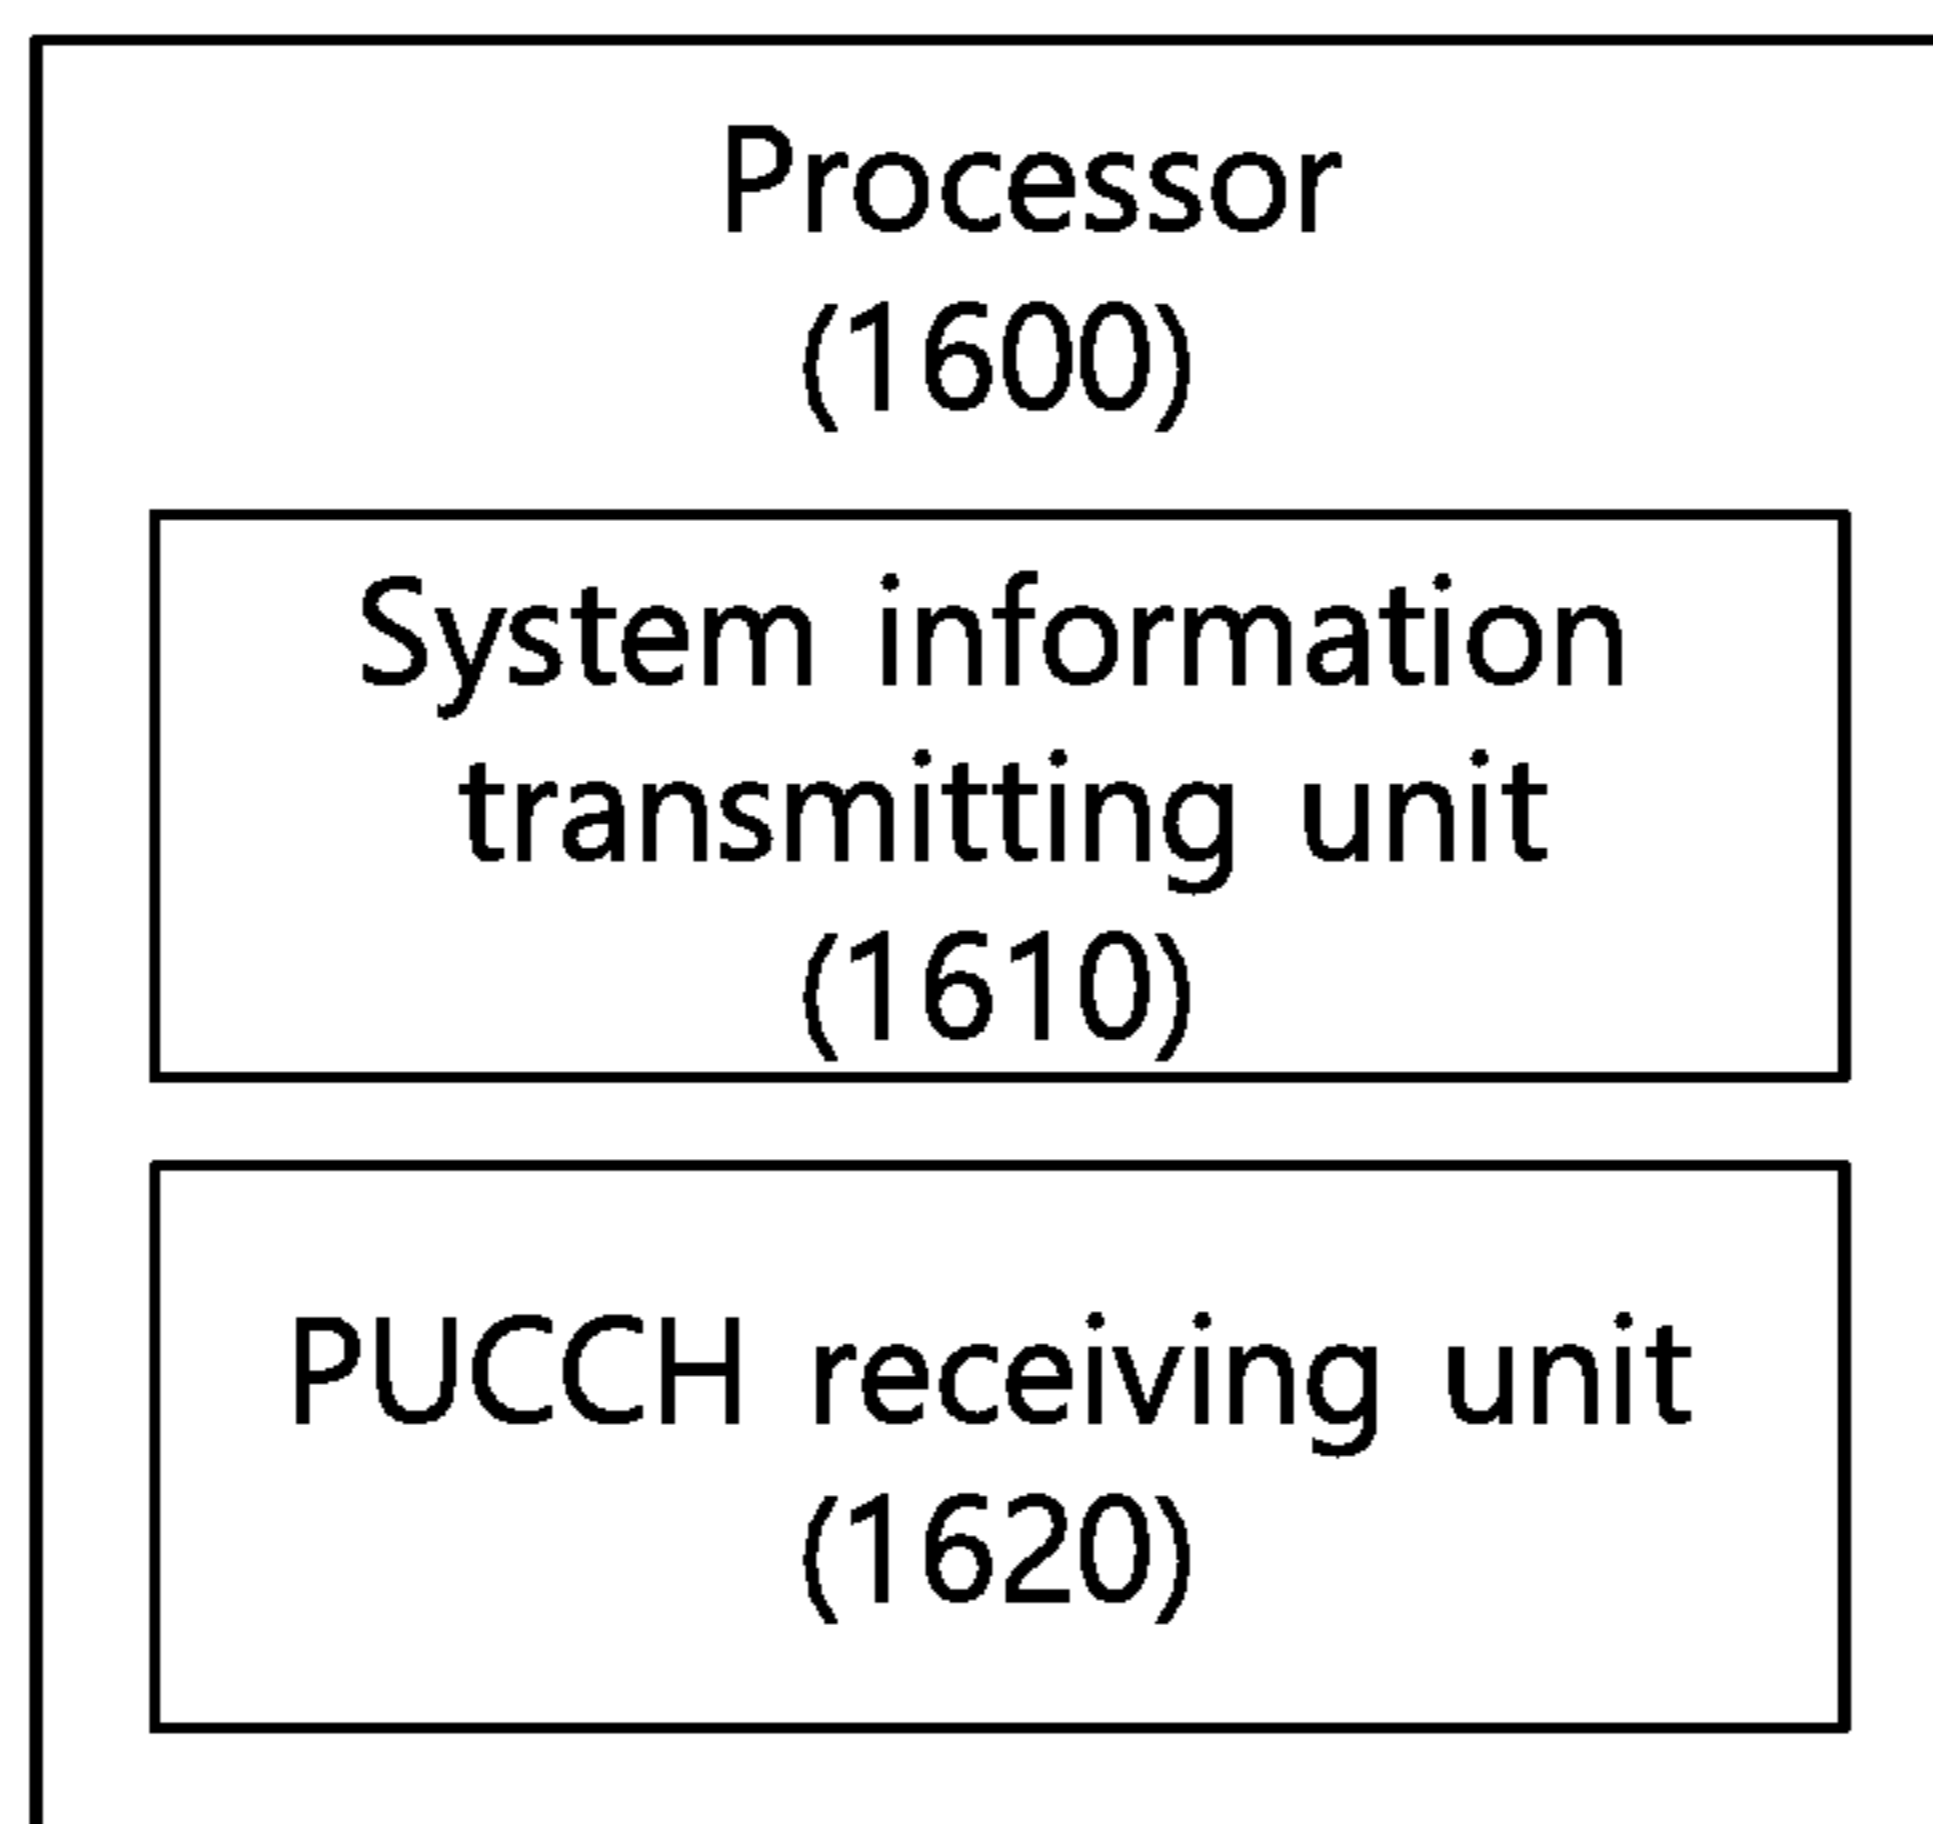 Processor
(1600)
System information
transmitting unit
(1610)
PUCCH receiving unit
(1620)